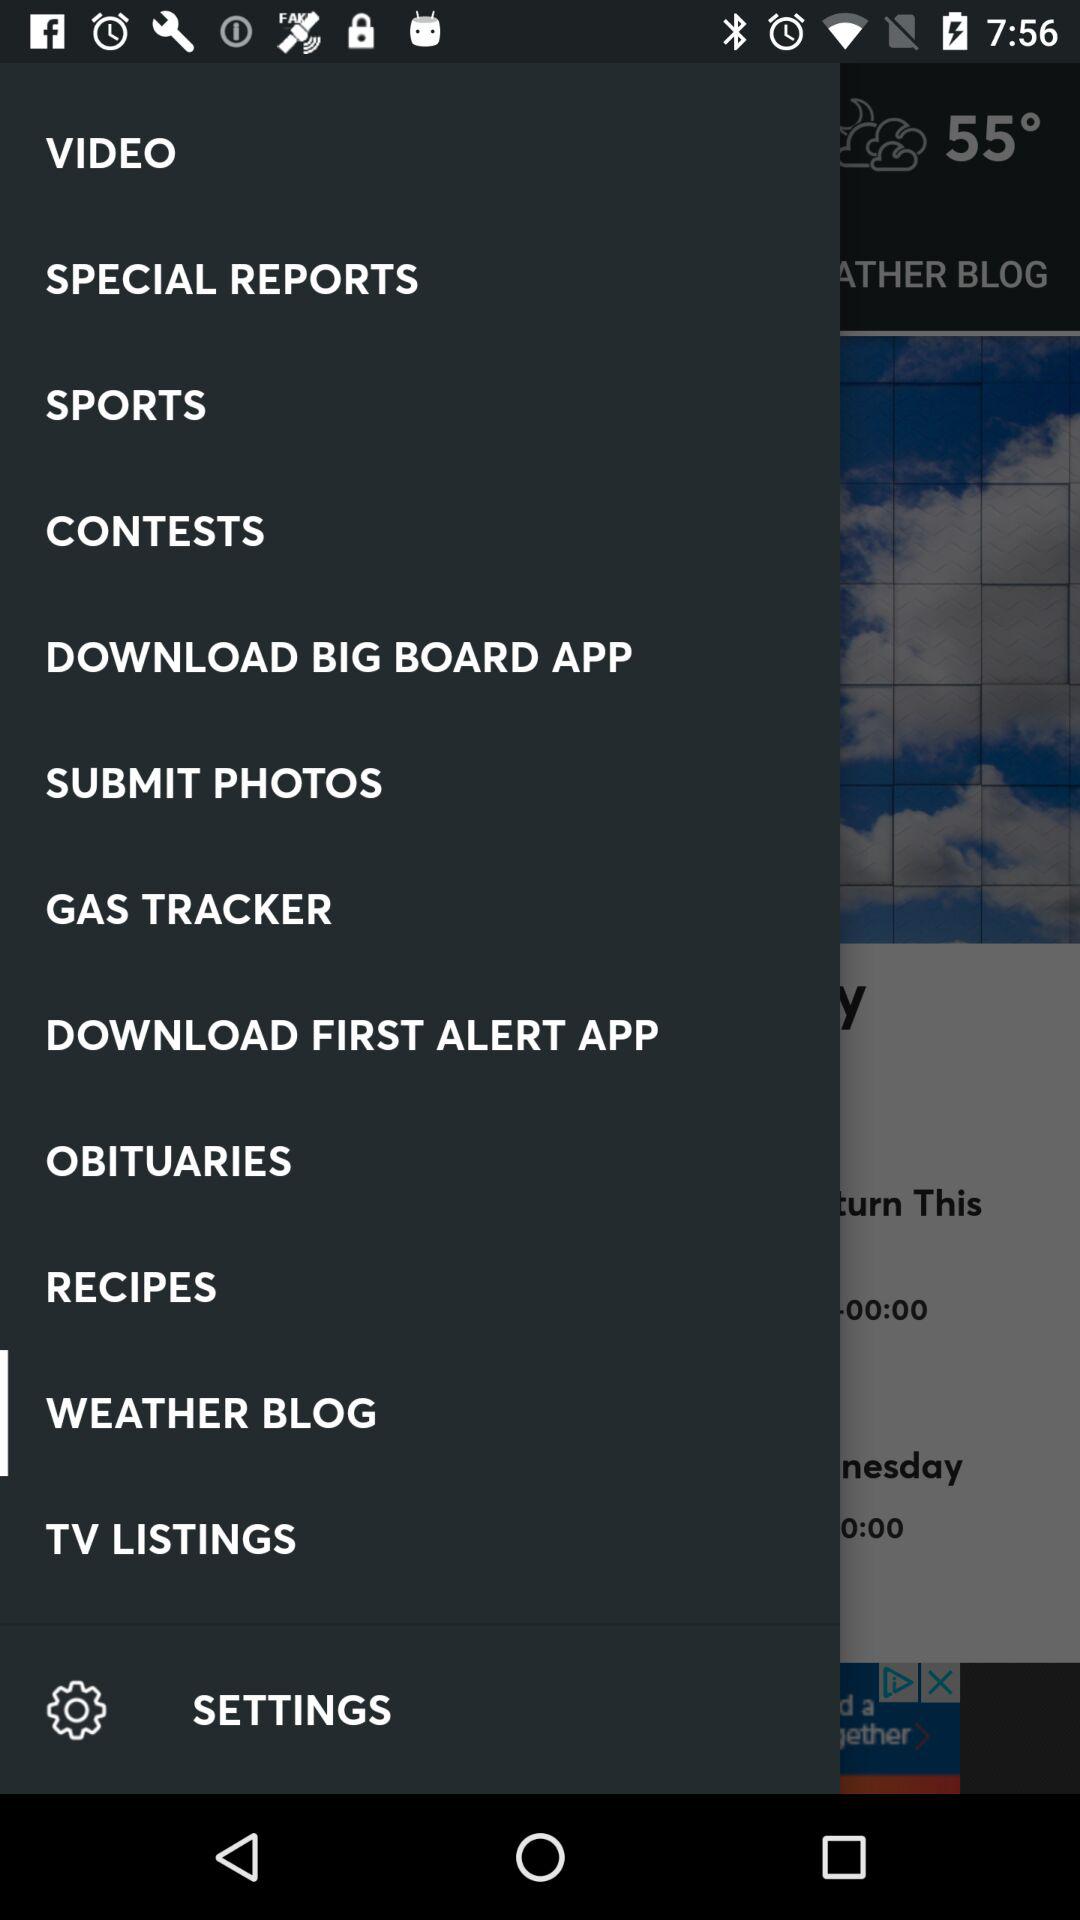 FAKE
7:56
55°
ATHER BLOG
VIDEO
SPECIAL REPORTS
SPORTS
CONTESTS
DOWNLOAD BIG BOARD APP
SUBMIT PHOTOS
GAS TRACKER
DOWNLOAD FIRST ALERT APP
OBITUARIES
RECIPES
WEATHER BLOG
TV LISTINGS
SETTINGS
y
turn This
-00:00
nesday
0:00
d a
gether